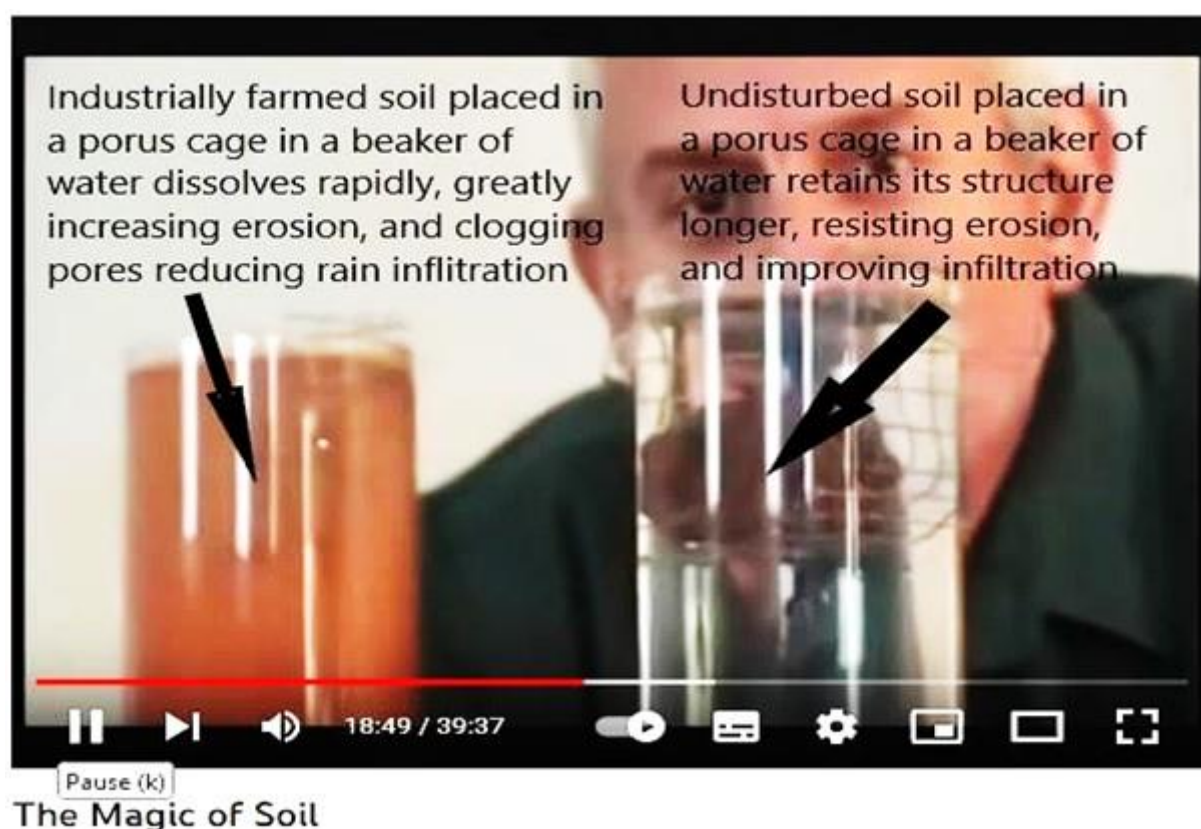 Industrially farmed soil placed in
a porus cage in a beaker of
water dissolves rapidly, greatly
increasing erosion, and clogging
pores reducing rain inflitration
Undisturbed soil placed in
a porus cage in a beaker of
water retains its structure
longer, resisting erosion,
and improving infiltration
18:49 / 39:37
Pause (k)
The Magic of Soil